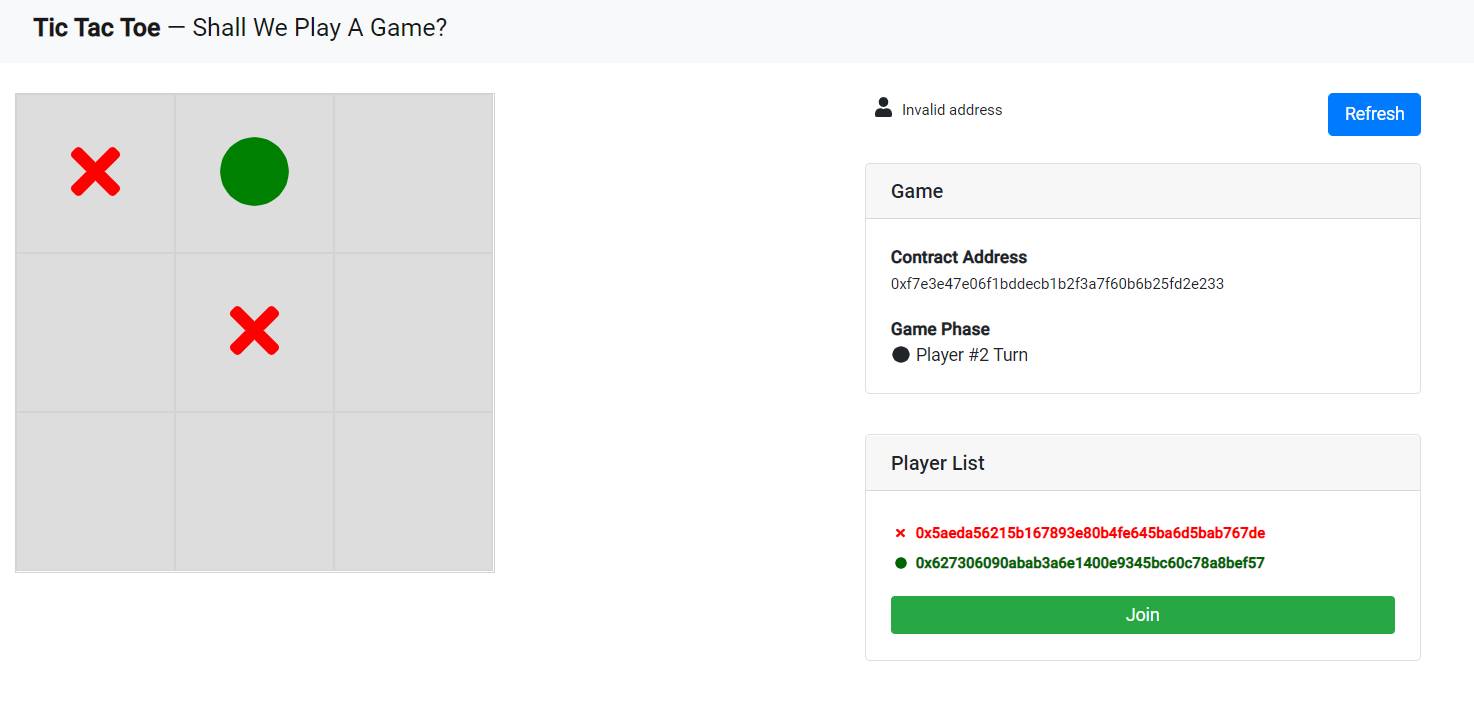 Tic Tac Toe — Shall We Play A Game?
Invalid address
Refresh
Game
Contract Address
0xf7e3e47e06f1bddecb1b2f3a7f60b6b25fd2e233
Game Phase
Player #2 Turn
Player List
0x5aeda56215b167893e80b4fe645ba6d5bab767de
0x627306090abab3a6e1400e9345bc60c78a8bef57
Join